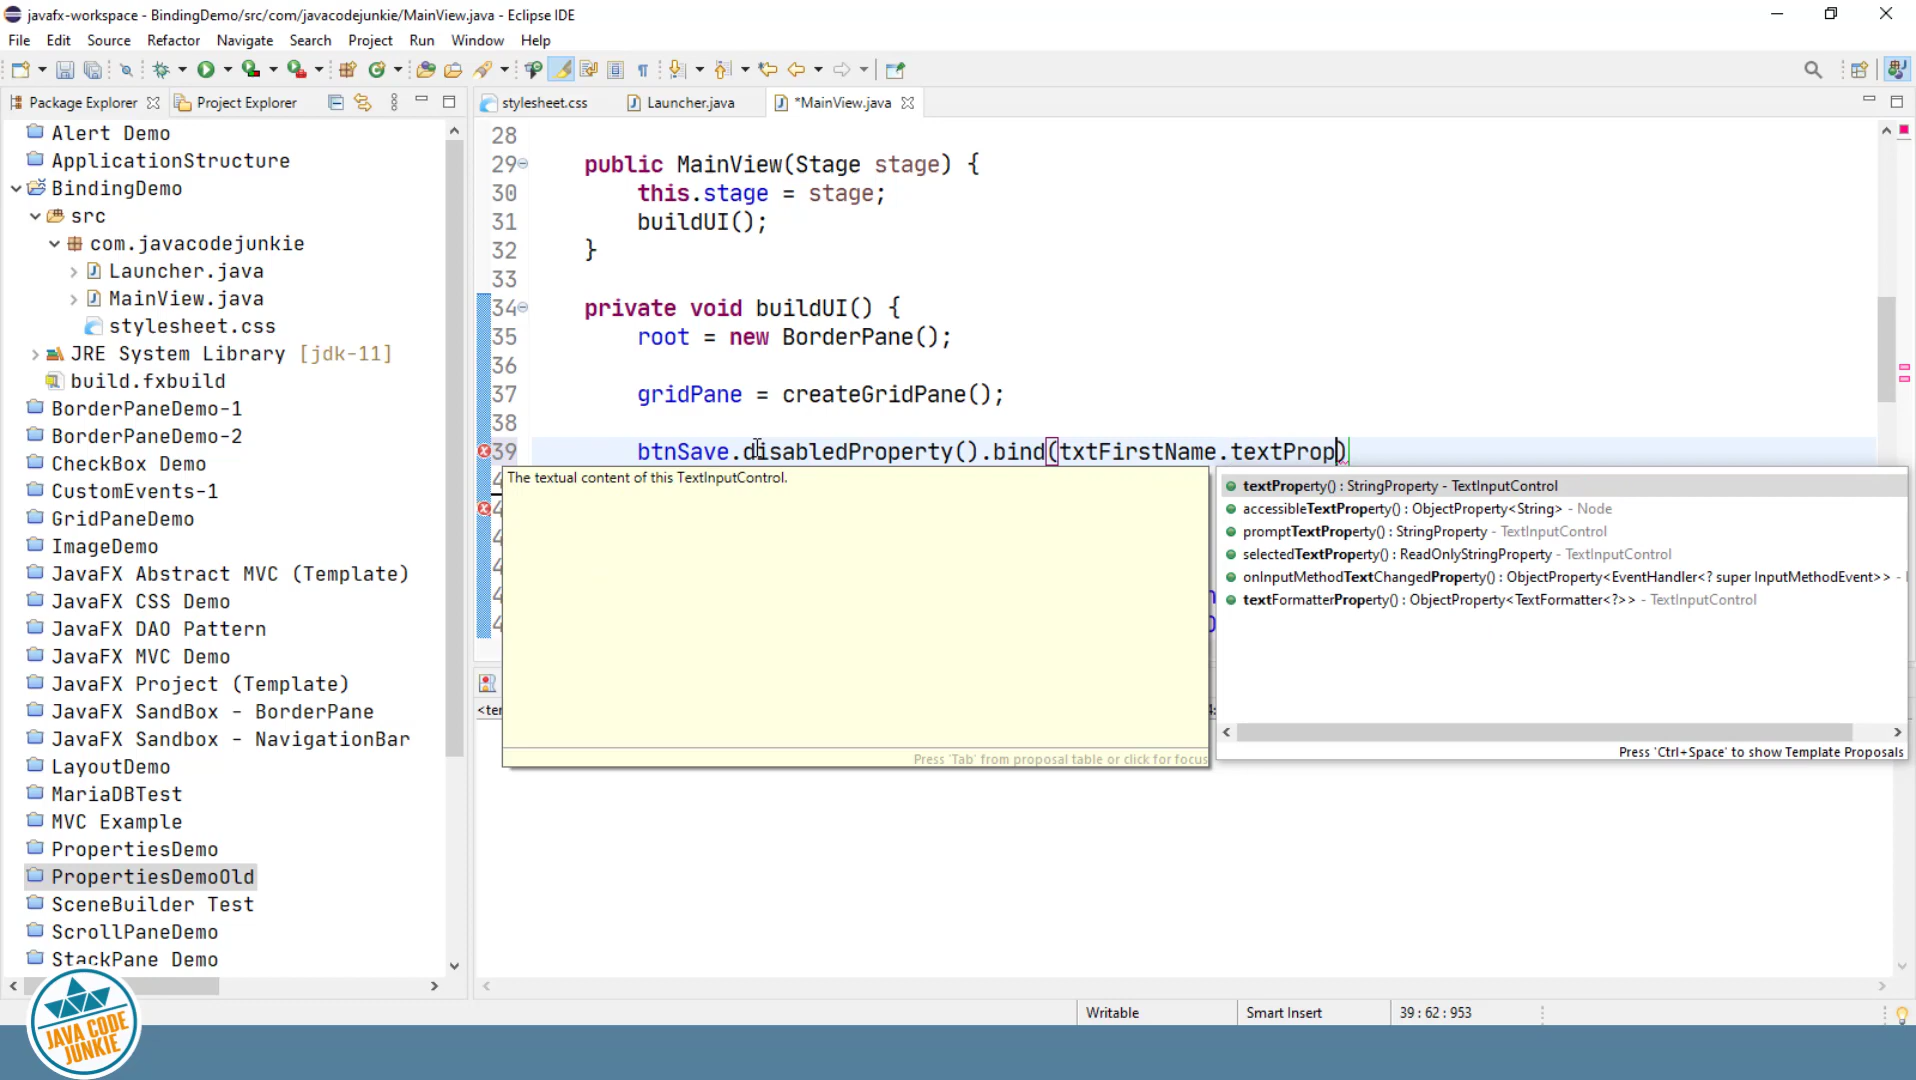 javafx-workspace - BindingDemo/src/com/javacodejunkie/MainView.java - Eclipse IDE
File Edit Source Refactor Navigate Search Project Run Window Help
Package Explorer Project Explorer
stylesheet.css Launcher.java *MainView.java
Alert Demo
ApplicationStructure
BindingDemo
src
com.javacodejunkie
Launcher.java
MainView.java
stylesheet.css
JRE System Library [jdk-11]
build.fxbuild
BorderPaneDemo-1
BorderPaneDemo-2
CheckBox Demo
CustomEvents-1
GridPaneDemo
ImageDemo
JavaFX Abstract MVC (Template)
JavaFX CSS Demo
JavaFX DAO Pattern
JavaFX MVC Demo
JavaFX Project (Template)
JavaFX SandBox - BorderPane
JavaFX Sandbox - NavigationBar
LayoutDemo
MariaDBTest
MVC Example
PropertiesDemo
PropertiesDemoOld
SceneBuilder Test
ScrollPaneDemo
StackPane Demo
28
29 public MainView(Stage stage) {
30 this.stage = stage;
31 buildUI();
32 }
33
34 private void buildUI() {
35 root = new BorderPane();
36
37 gridPane = createGridPane();
38
39 btnSave.disabledProperty().bind(txtFirstName.textProp)
The textual content of this TextInputControl.
Press 'Tab' from proposal table or click for focus
textProperty() : StringProperty - TextInputControl
accessibleTextProperty() : ObjectProperty<String> - Node
promptTextProperty() : StringProperty - TextInputControl
selectedTextProperty() : ReadOnlyStringProperty - TextInputControl
onInputMethodTextChangedProperty() : ObjectProperty<EventHandler<? super InputMethodEvent>> -
textFormatterProperty() : ObjectProperty<TextFormatter<?>> - TextInputControl
Press 'Ctrl+Space' to show Template Proposals
<ter
Writable Smart Insert 39 : 62 : 953
JAVA CODE
JUNKIE